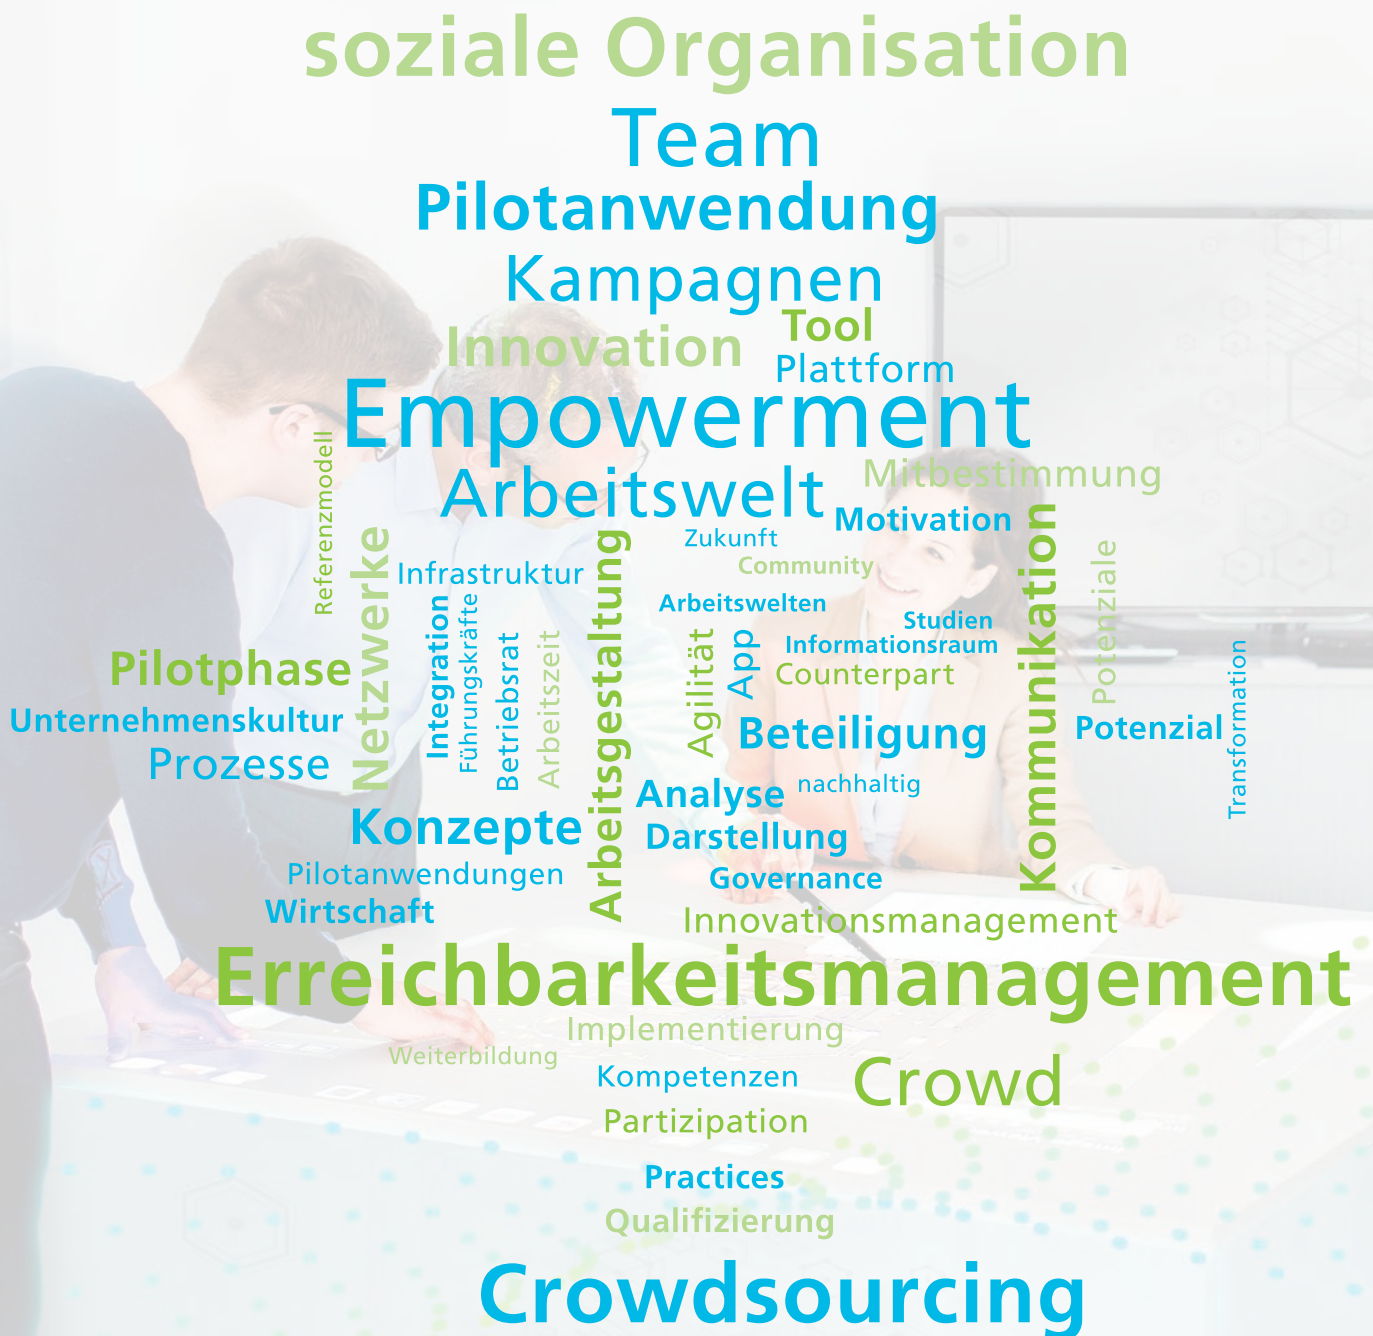 soziale Organisation
Team
Pilotanwendung
Kampagnen
Tool
Innovation
Plattform
Empowerment
Mitbestimmung
Arbeitswelt
Motivation
Referenzmodell
Zukunft
Community
Infrastruktur
Netzwerke
Arbeitswelten
Studien
Informationsraum
Kommunikation
Potenziale
Integration
Führungskräfte
Betriebsrat
Arbeitszeit
Arbeitsgestaltung
Agilität
App
Counterpart
Pilotphase
Unternehmenskultur
Prozesse
Beteiligung
Potenzial
Transformation
nachhaltig
Analyse
Konzepte
Darstellung
Pilotanwendungen
Governance
Wirtschaft
Innovationsmanagement
Erreichbarkeitsmanagement
Implementierung
Weiterbildung
Kompetenzen
Crowd
Partizipation
Practices
Qualifizierung
Crowdsourcing